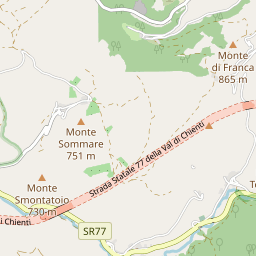 Monte
di Franca
865 m
Monte
Sommare
751 m
Strada Statale 77 della Val di Chienti
di Chienti
Monte
Smontatoio
730 m
SR77